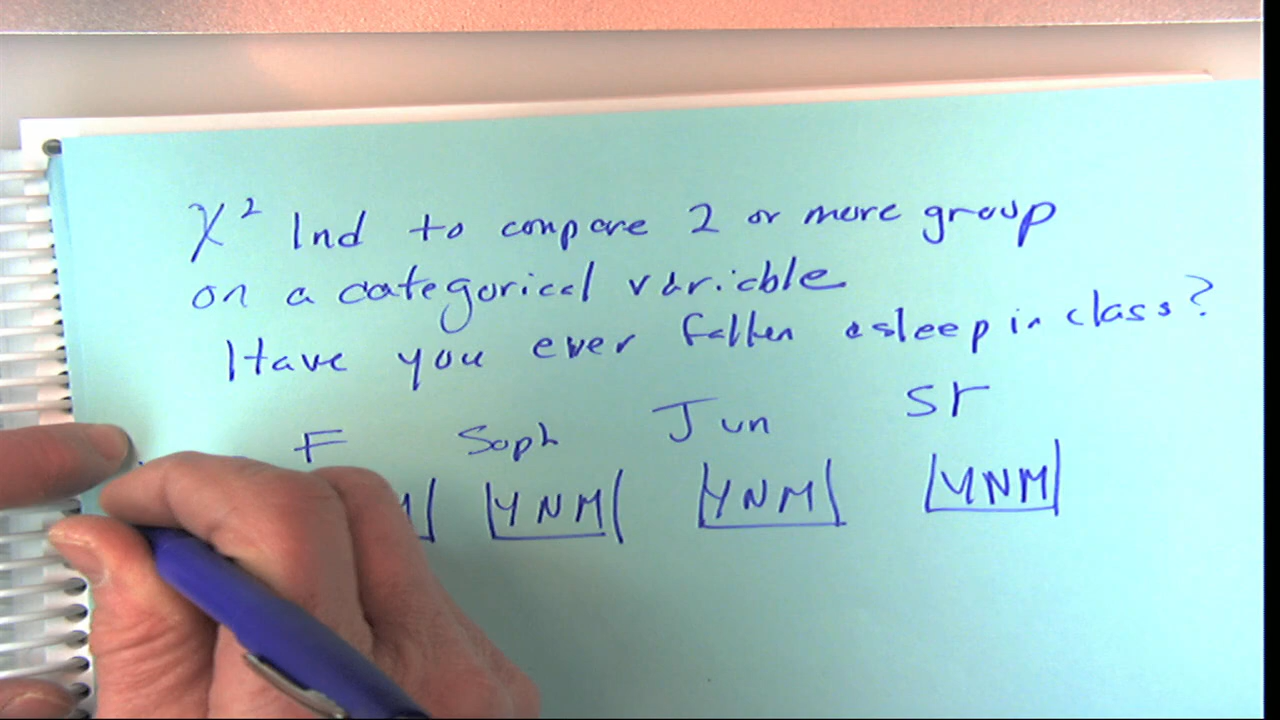 χ² Ind to compare 2 or more group
on a categorical variable
Have you ever fallen asleep in class?
F Soph Jun Sr
M YNM YNM YNM